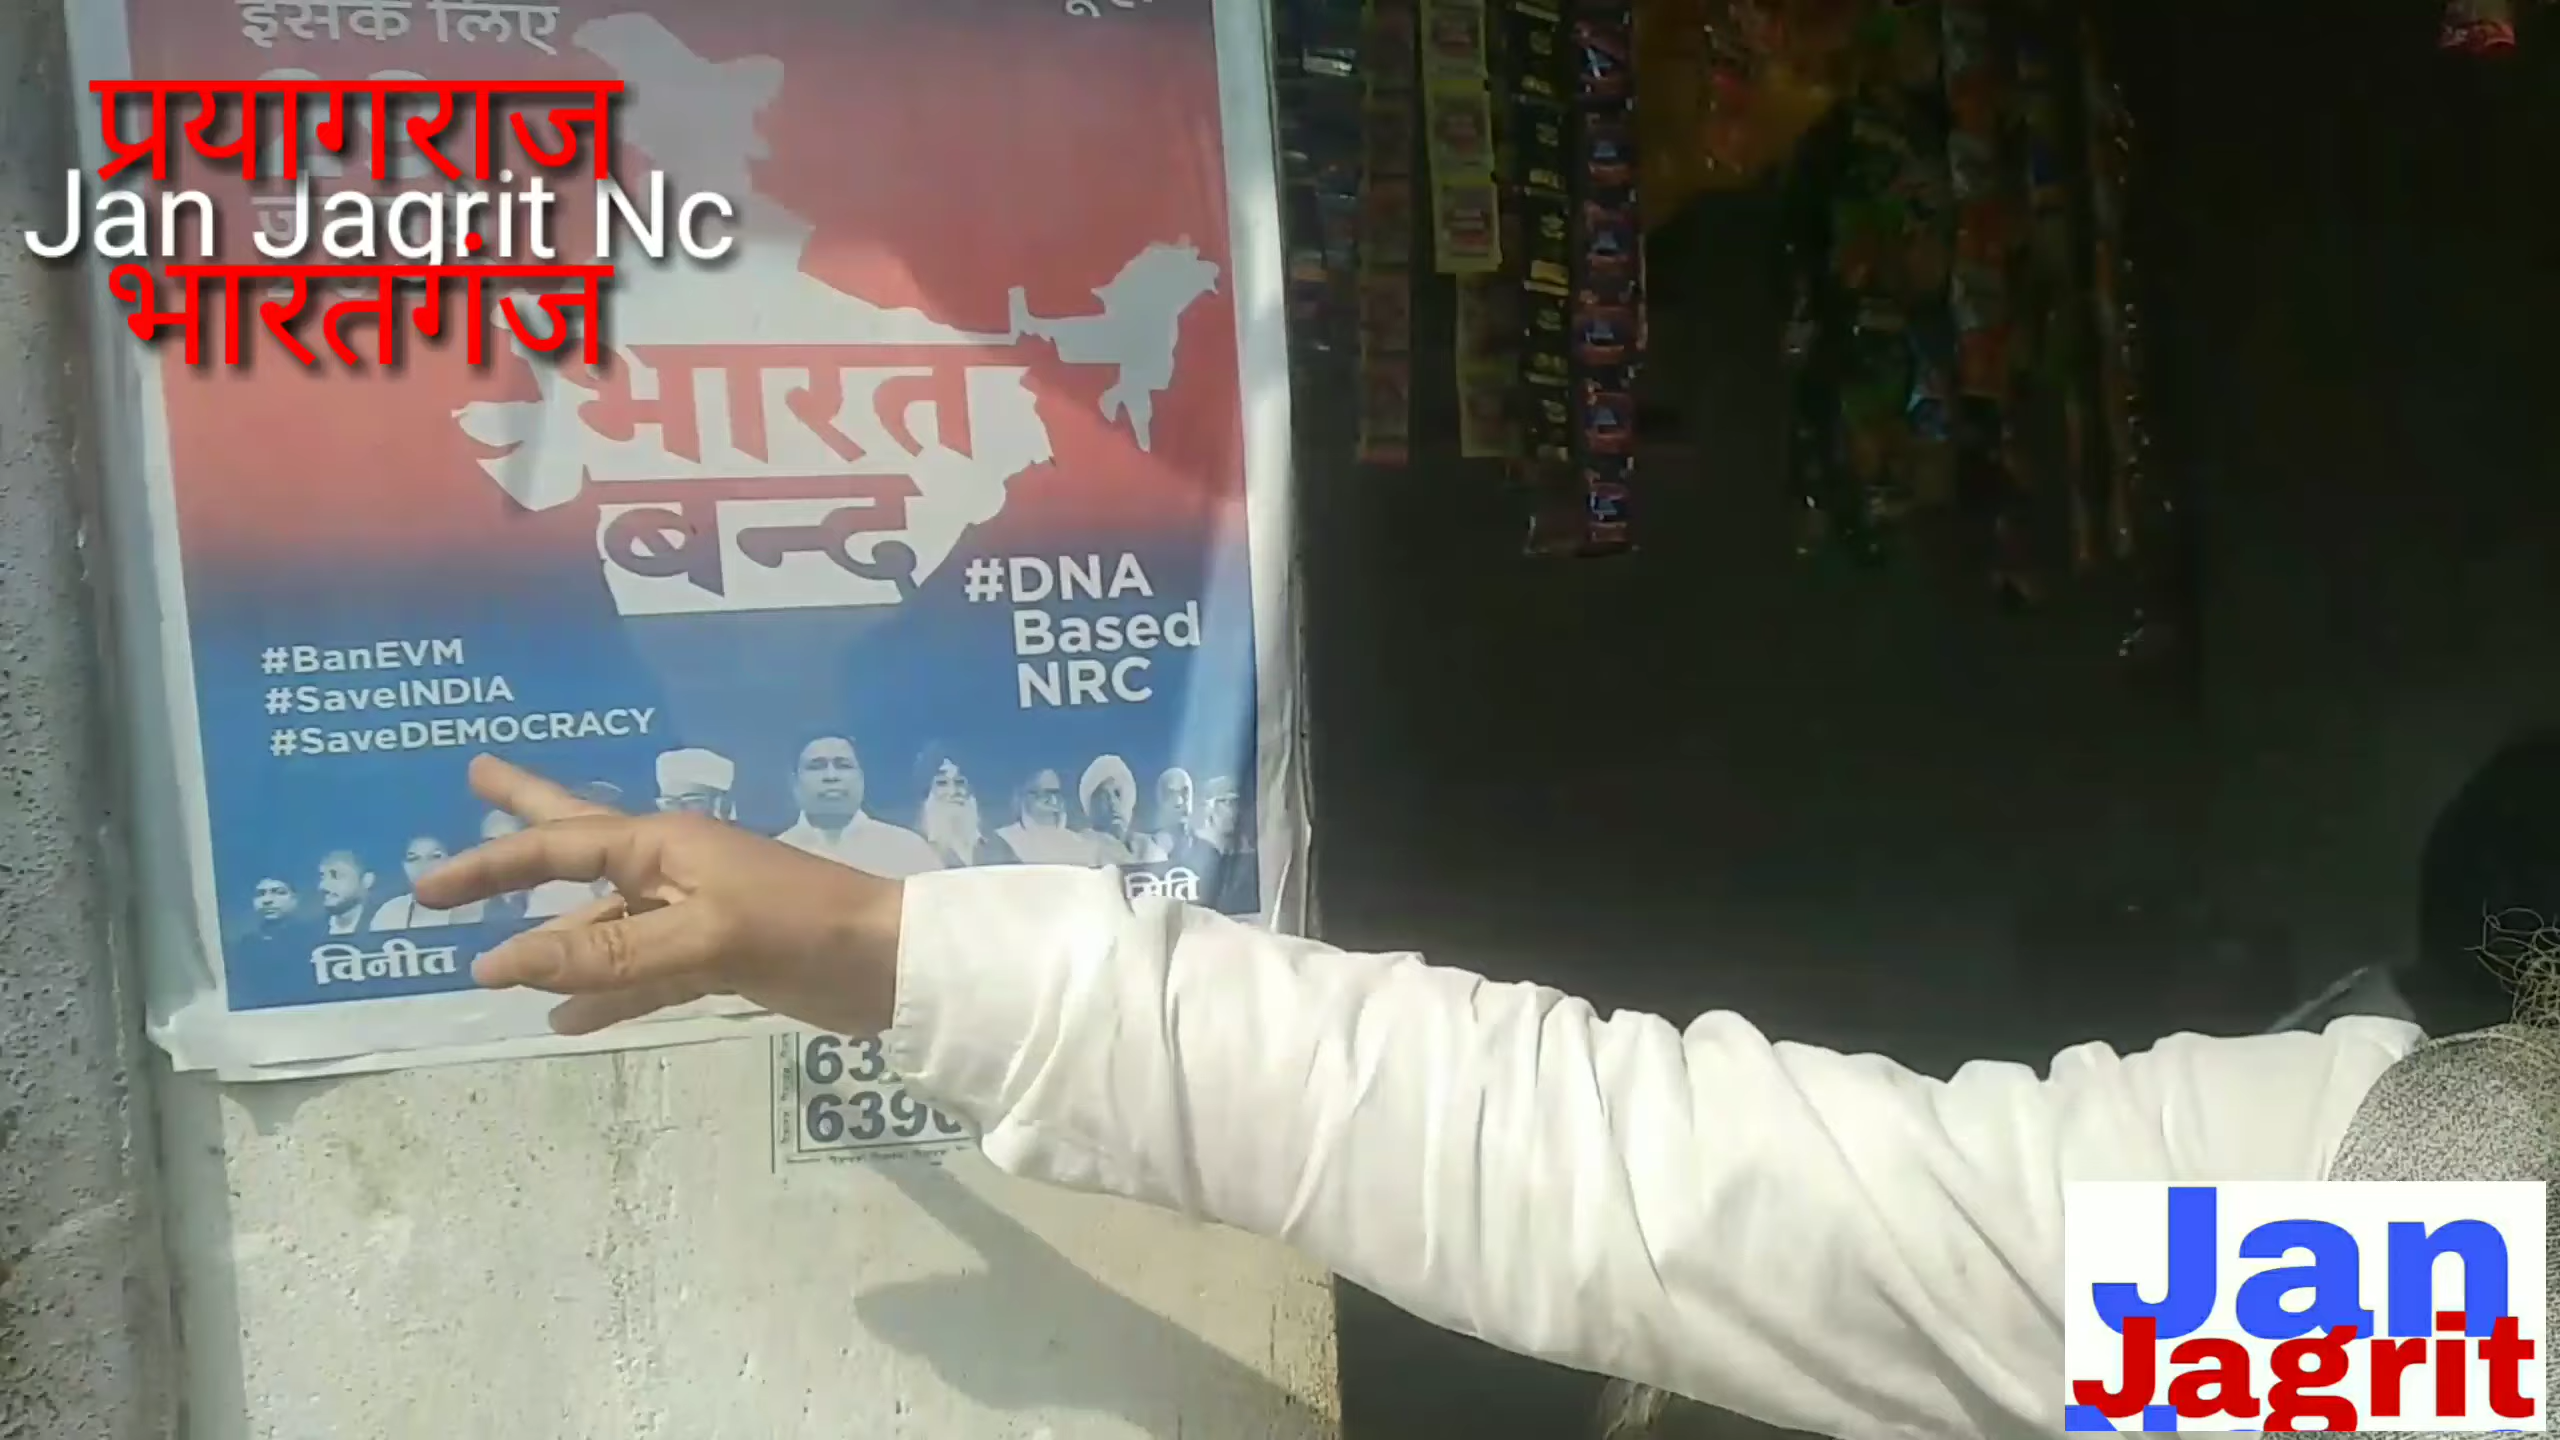 इसके लिए
प्रयागराज
Jan Jagrit Nc
भारतगंज
भारत
बन्द
#DNA
Based
NRC
#BanEVM
#SaveINDIA
#SaveDEMOCRACY
विनीत
Jan
Jagrit